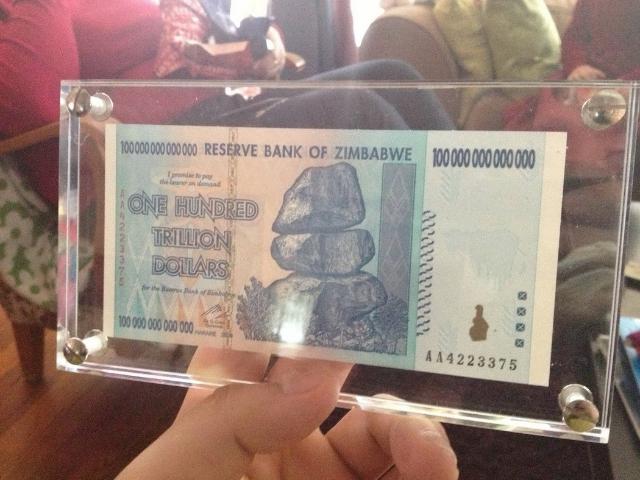 100 000 000 000 000 RESERVE BANK OF ZIMBABWE 100 000 000 000 000
I promise to pay
the bearer on demand
ONE HUNDRED
TRILLION
DOLLARS
for the Reserve Bank of Zimbabwe
100 000 000 000 000 HARARE
AA4223375
AA4223375